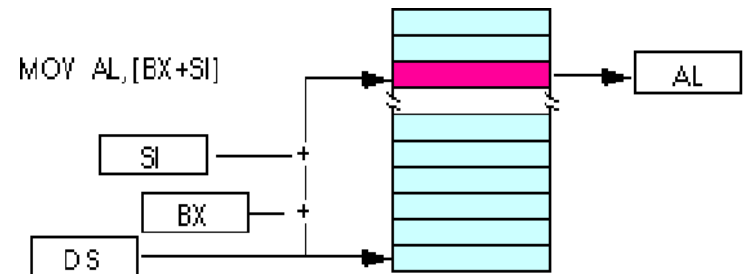 MOV AL,[BX+SI]
AL
SI
+
BX
+
DS